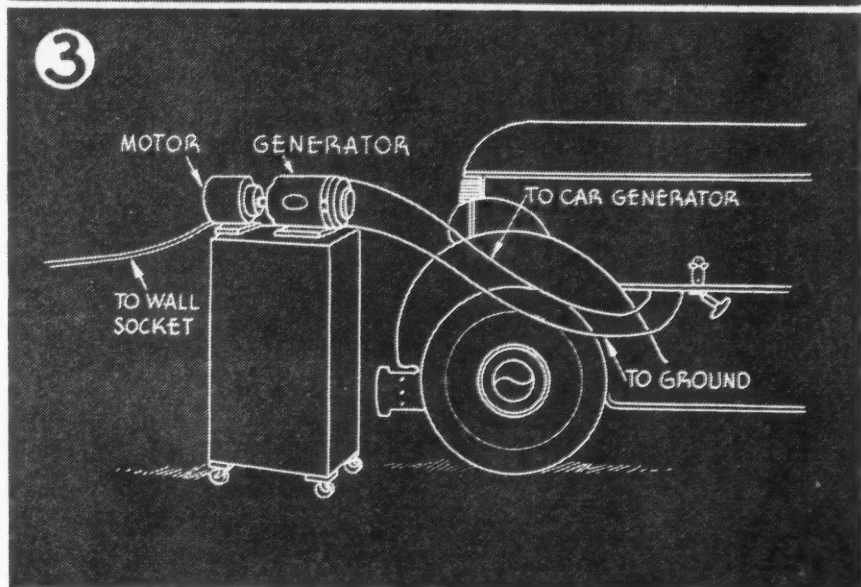 3
MOTOR
GENERATOR
TO CAR GENERATOR
TO WALL
SOCKET
TO GROUND